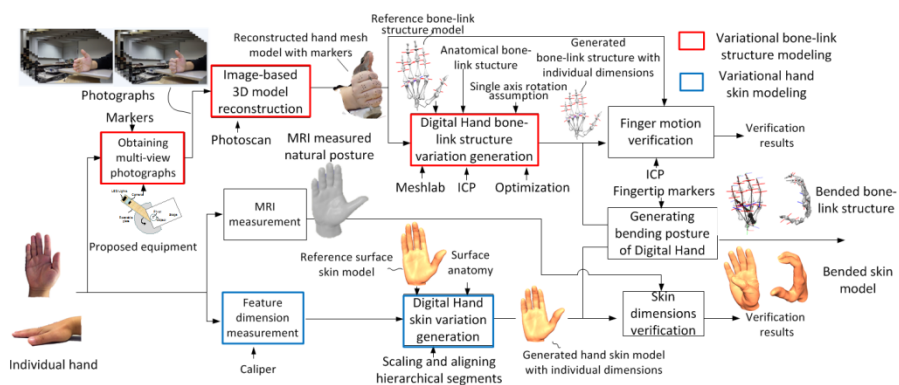 Reference bone-link
structure model
Reconstructed hand mesh
model with markers
Anatomical bone-
link stucture
Generated
bone-link structure with
individual dimensions
Variational bone-link
structure modeling
Variational hand
skin modeling
Image-based
3D model
reconstruction
Single axis rotation
assumption
Photographs
Markers
Photoscan
Obtaining
multi-view
photographs
MRI measured
natural posture
Digital Hand bone-
link structure
variation generation
Finger motion
verification
Verification
results
Meshlab
ICP
Optimization
ICP
Fingertip markers
Bended bone-
link structure
MRI
measurement
Generating
bending posture
of Digital Hand
Proposed equipment
Reference surface
skin model
Surface
anatomy
Bended skin
model
Feature
dimension
measurement
Digital Hand
skin variation
generation
Skin
dimensions
verification
Verification
results
Individual hand
Caliper
Scaling and aligning
hierarchical segments
Generated hand skin model
with individual dimensions